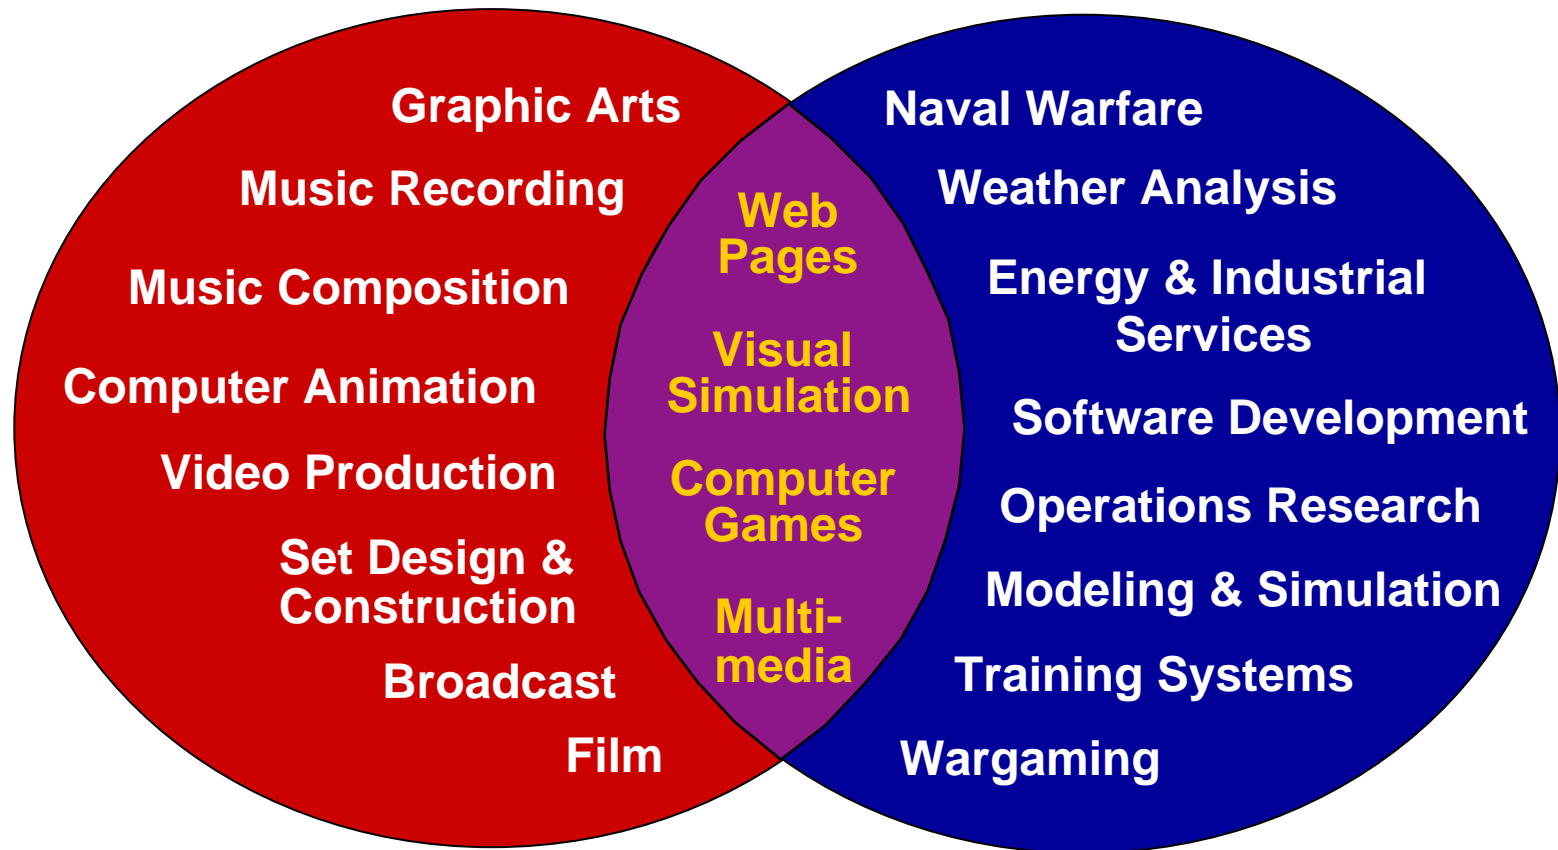 Graphic Arts
Music Recording
Music Composition
Computer Animation
Video Production
Set Design &
Construction
Broadcast
Film
Web
Pages
Visual
Simulation
Computer
Games
Multi-
media
Naval Warfare
Weather Analysis
Energy & Industrial
Services
Software Development
Operations Research
Modeling & Simulation
Training Systems
Wargaming